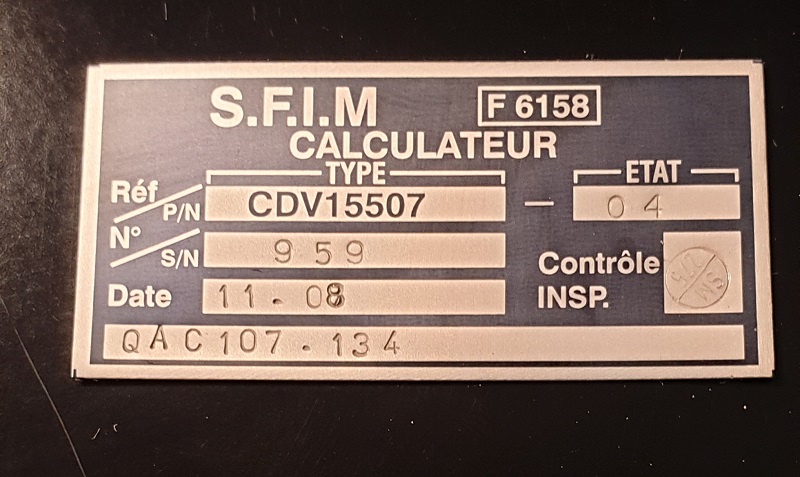 S.F.I.M F 6158
CALCULATEUR
TYPE ETAT
Réf P/N CDV15507 - 04
N° S/N 959
Contrôle
Date 11-08 INSP.
QAC107-134